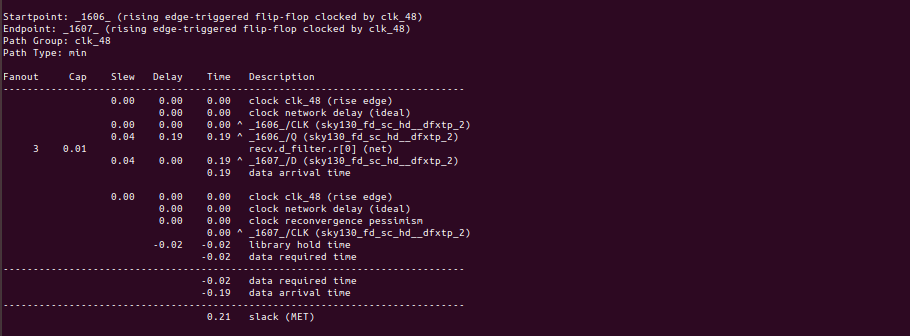 Startpoint: _1606_ (rising edge-triggered flip-flop clocked by clk_48)
Endpoint: _1607_ (rising edge-triggered flip-flop clocked by clk_48)
Path Group: clk_48
Path Type: min
Fanout     Cap    Slew   Delay    Time   Description
-----------------------------------------------------------------------------
                  0.00    0.00    0.00   clock clk_48 (rise edge)
                          0.00    0.00   clock network delay (ideal)
                  0.00    0.00    0.00 ^ _1606_/CLK (sky130_fd_sc_hd__dfxtp_2)
                  0.04    0.19    0.19 ^ _1606_/Q (sky130_fd_sc_hd__dfxtp_2)
     3    0.01                           recv.d_filter.r[0] (net)
                  0.04    0.00    0.19 ^ _1607_/D (sky130_fd_sc_hd__dfxtp_2)
                                  0.19   data arrival time
                  0.00    0.00    0.00   clock clk_48 (rise edge)
                          0.00    0.00   clock network delay (ideal)
                          0.00    0.00   clock reconvergence pessimism
                                  0.00 ^ _1607_/CLK (sky130_fd_sc_hd__dfxtp_2)
                         -0.02   -0.02   library hold time
                                 -0.02   data required time
-----------------------------------------------------------------------------
                                 -0.02   data required time
                                 -0.19   data arrival time
-----------------------------------------------------------------------------
                                  0.21   slack (MET)